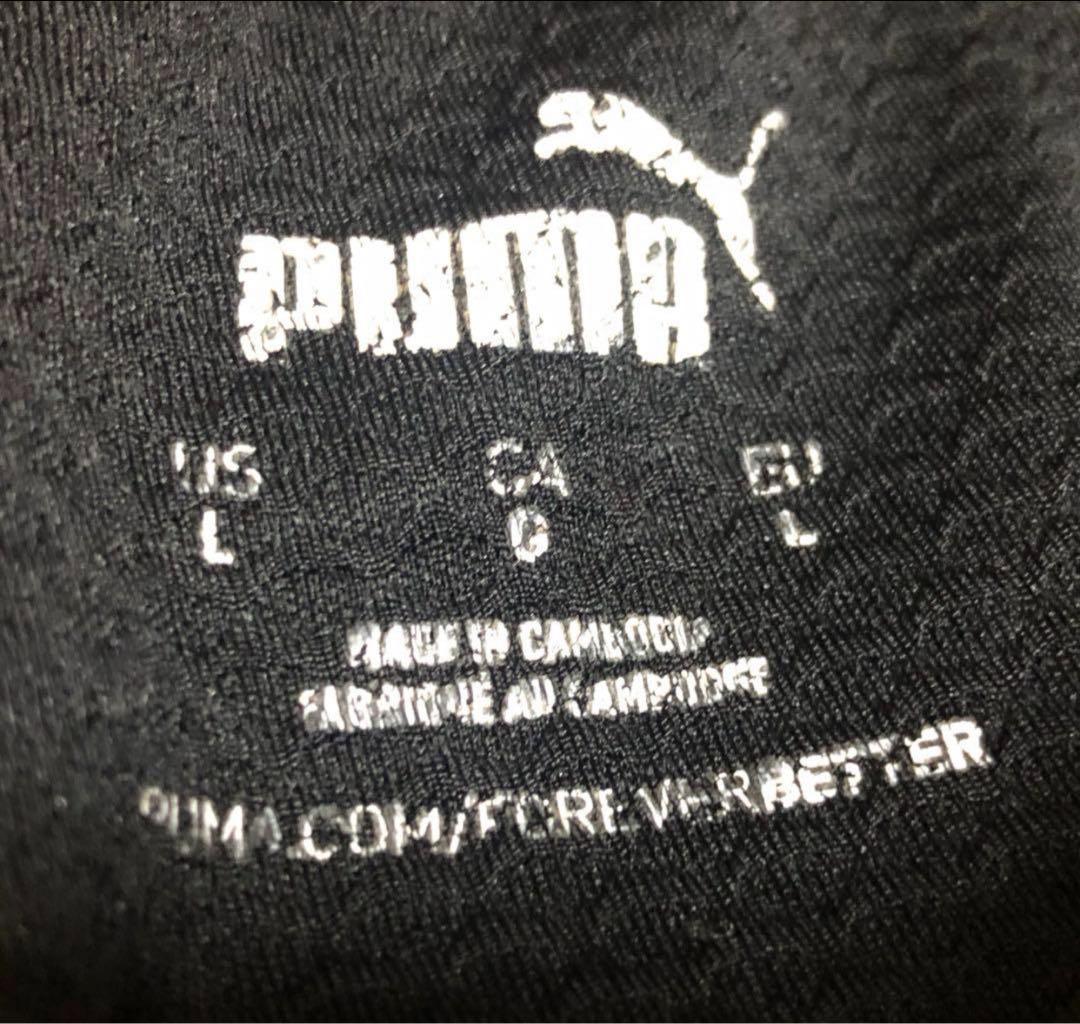 PUMA
US CA EU
L G L
MADE IN CAMBODIA
FABRIQUÉ AU CAMBODGE
PUMA.COM/FOREVERBETTER